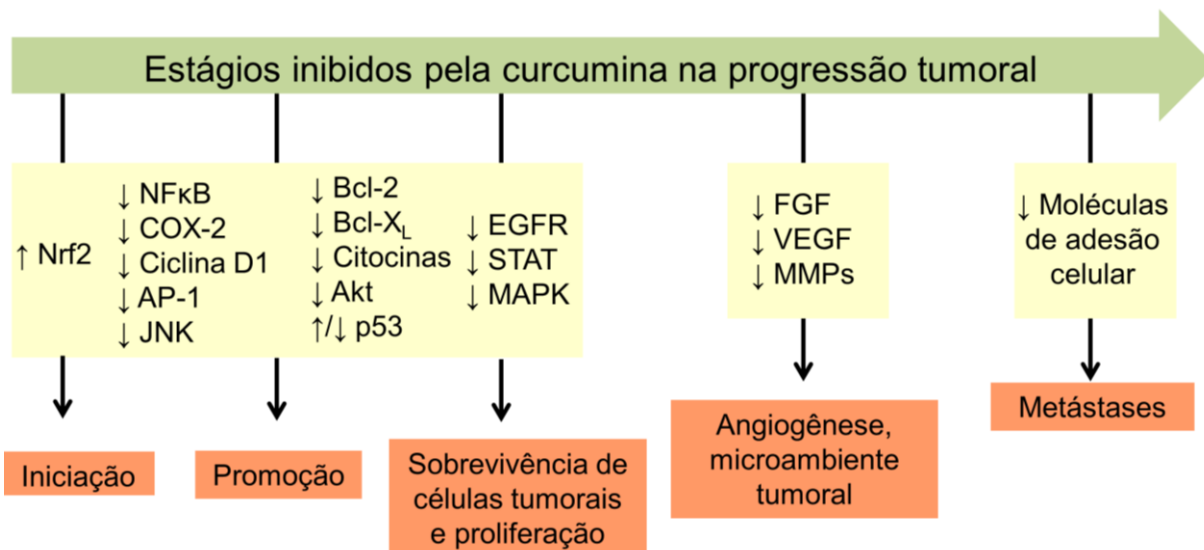 Estágios inibidos pela curcumina na progressão tumoral
↑ Nrf2
↓ NFκB
↓ COX-2
↓ Ciclina D1
↓ AP-1
↓ JNK
↓ Bcl-2
↓ Bcl-X_L
↓ Citocinas
↓ Akt
↑/↓ p53
↓ EGFR
↓ STAT
↓ MAPK
↓ FGF
↓ VEGF
↓ MMPs
↓ Moléculas
de adesão
celular
Iniciação
Promoção
Sobrevivência de
células tumorais
e proliferação
Angiogênese,
microambiente
tumoral
Metástases